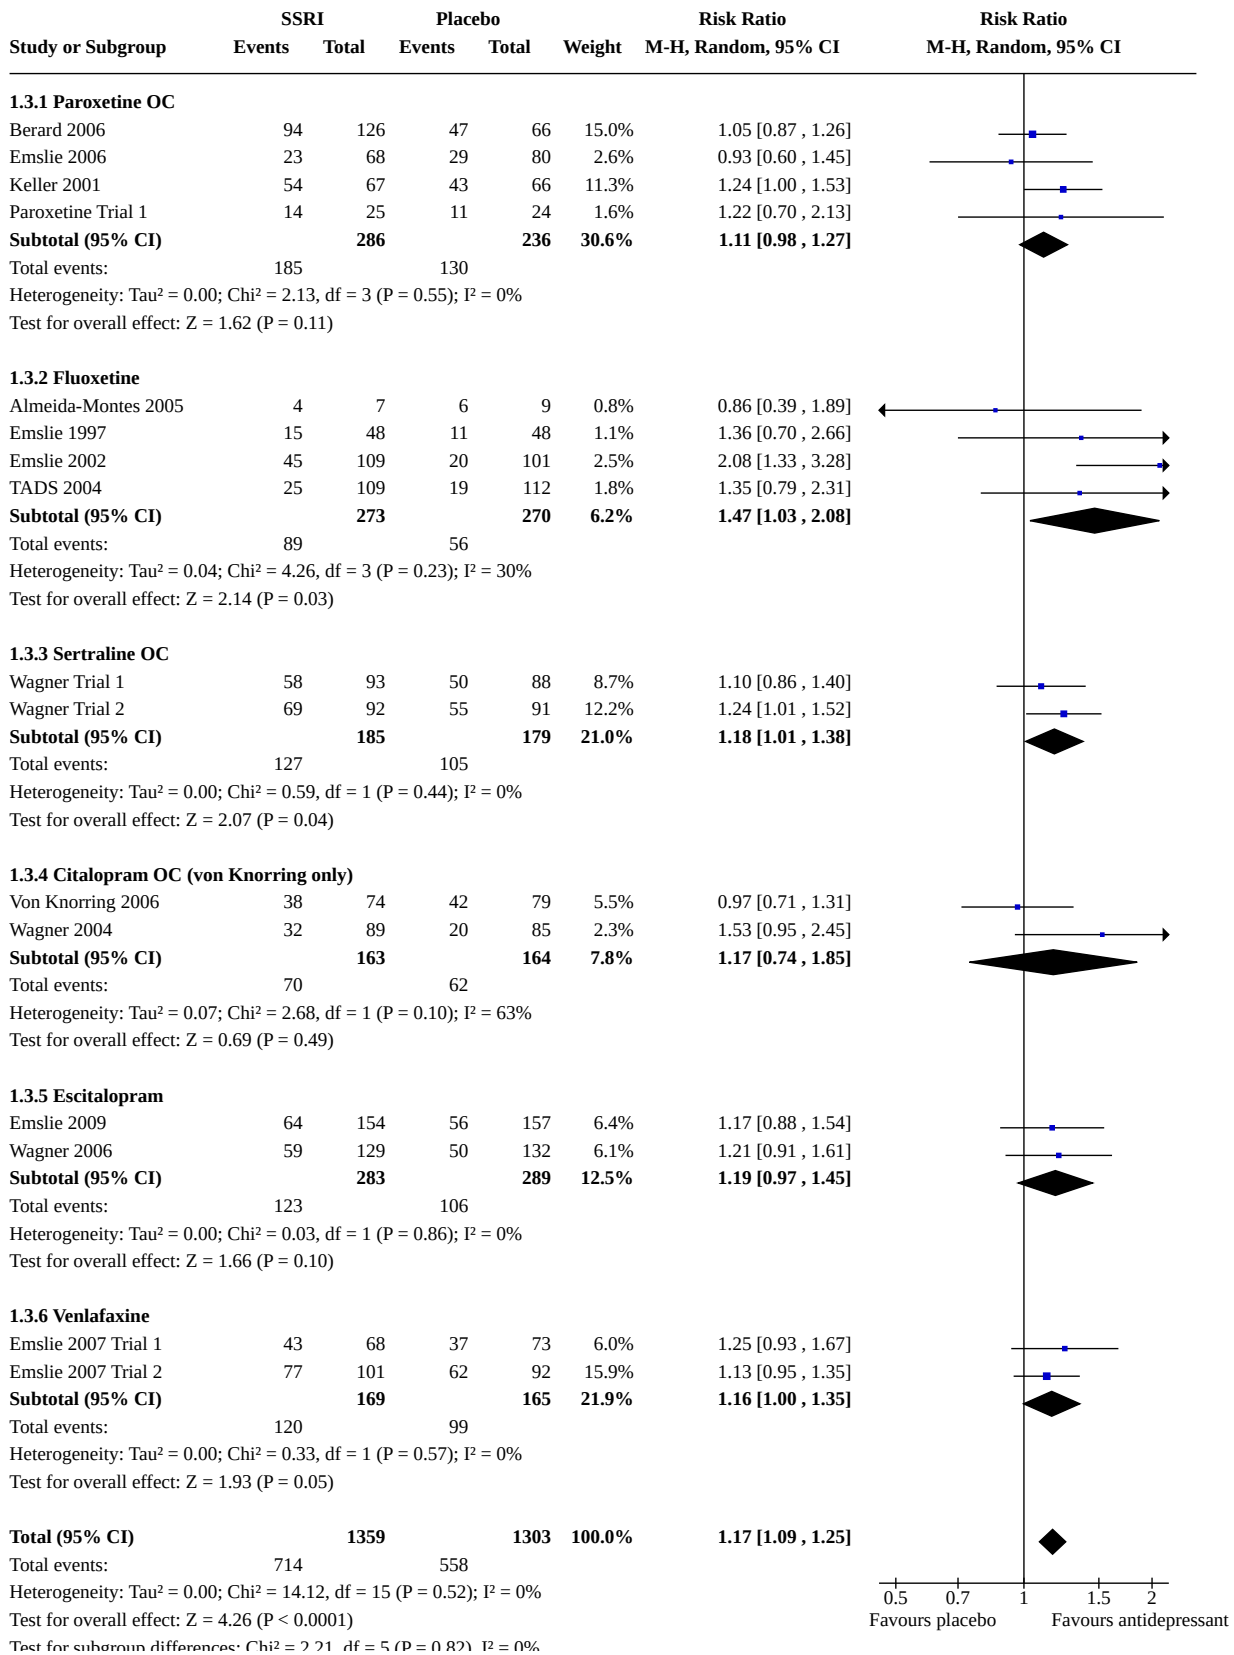 SSRI Placebo Risk Ratio Risk Ratio
Study or Subgroup Events Total Events Total Weight M-H, Random, 95% CI M-H, Random, 95% CI
1.3.1 Paroxetine OC
Berard 2006 94 126 47 66 15.0% 1.05 [0.87 , 1.26]
Emslie 2006 23 68 29 80 2.6% 0.93 [0.60 , 1.45]
Keller 2001 54 67 43 66 11.3% 1.24 [1.00 , 1.53]
Paroxetine Trial 1 14 25 11 24 1.6% 1.22 [0.70 , 2.13]
Subtotal (95% CI) 286 236 30.6% 1.11 [0.98 , 1.27]
Total events: 185 130
Heterogeneity: Tau² = 0.00; Chi² = 2.13, df = 3 (P = 0.55); I² = 0%
Test for overall effect: Z = 1.62 (P = 0.11)
1.3.2 Fluoxetine
Almeida-Montes 2005 4 7 6 9 0.8% 0.86 [0.39 , 1.89]
Emslie 1997 15 48 11 48 1.1% 1.36 [0.70 , 2.66]
Emslie 2002 45 109 20 101 2.5% 2.08 [1.33 , 3.28]
TADS 2004 25 109 19 112 1.8% 1.35 [0.79 , 2.31]
Subtotal (95% CI) 273 270 6.2% 1.47 [1.03 , 2.08]
Total events: 89 56
Heterogeneity: Tau² = 0.04; Chi² = 4.26, df = 3 (P = 0.23); I² = 30%
Test for overall effect: Z = 2.14 (P = 0.03)
1.3.3 Sertraline OC
Wagner Trial 1 58 93 50 88 8.7% 1.10 [0.86 , 1.40]
Wagner Trial 2 69 92 55 91 12.2% 1.24 [1.01 , 1.52]
Subtotal (95% CI) 185 179 21.0% 1.18 [1.01 , 1.38]
Total events: 127 105
Heterogeneity: Tau² = 0.00; Chi² = 0.59, df = 1 (P = 0.44); I² = 0%
Test for overall effect: Z = 2.07 (P = 0.04)
1.3.4 Citalopram OC (von Knorring only)
Von Knorring 2006 38 74 42 79 5.5% 0.97 [0.71 , 1.31]
Wagner 2004 32 89 20 85 2.3% 1.53 [0.95 , 2.45]
Subtotal (95% CI) 163 164 7.8% 1.17 [0.74 , 1.85]
Total events: 70 62
Heterogeneity: Tau² = 0.07; Chi² = 2.68, df = 1 (P = 0.10); I² = 63%
Test for overall effect: Z = 0.69 (P = 0.49)
1.3.5 Escitalopram
Emslie 2009 64 154 56 157 6.4% 1.17 [0.88 , 1.54]
Wagner 2006 59 129 50 132 6.1% 1.21 [0.91 , 1.61]
Subtotal (95% CI) 283 289 12.5% 1.19 [0.97 , 1.45]
Total events: 123 106
Heterogeneity: Tau² = 0.00; Chi² = 0.03, df = 1 (P = 0.86); I² = 0%
Test for overall effect: Z = 1.66 (P = 0.10)
1.3.6 Venlafaxine
Emslie 2007 Trial 1 43 68 37 73 6.0% 1.25 [0.93 , 1.67]
Emslie 2007 Trial 2 77 101 62 92 15.9% 1.13 [0.95 , 1.35]
Subtotal (95% CI) 169 165 21.9% 1.16 [1.00 , 1.35]
Total events: 120 99
Heterogeneity: Tau² = 0.00; Chi² = 0.33, df = 1 (P = 0.57); I² = 0%
Test for overall effect: Z = 1.93 (P = 0.05)
Total (95% CI) 1359 1303 100.0% 1.17 [1.09 , 1.25]
Total events: 714 558
Heterogeneity: Tau² = 0.00; Chi² = 14.12, df = 15 (P = 0.52); I² = 0%
0.5 0.7 1 1.5 2
Test for overall effect: Z = 4.26 (P < 0.0001)
Favours placebo Favours antidepressant
Test for subgroup differences: Chi² = 2.21, df = 5 (P = 0.82), I² = 0%